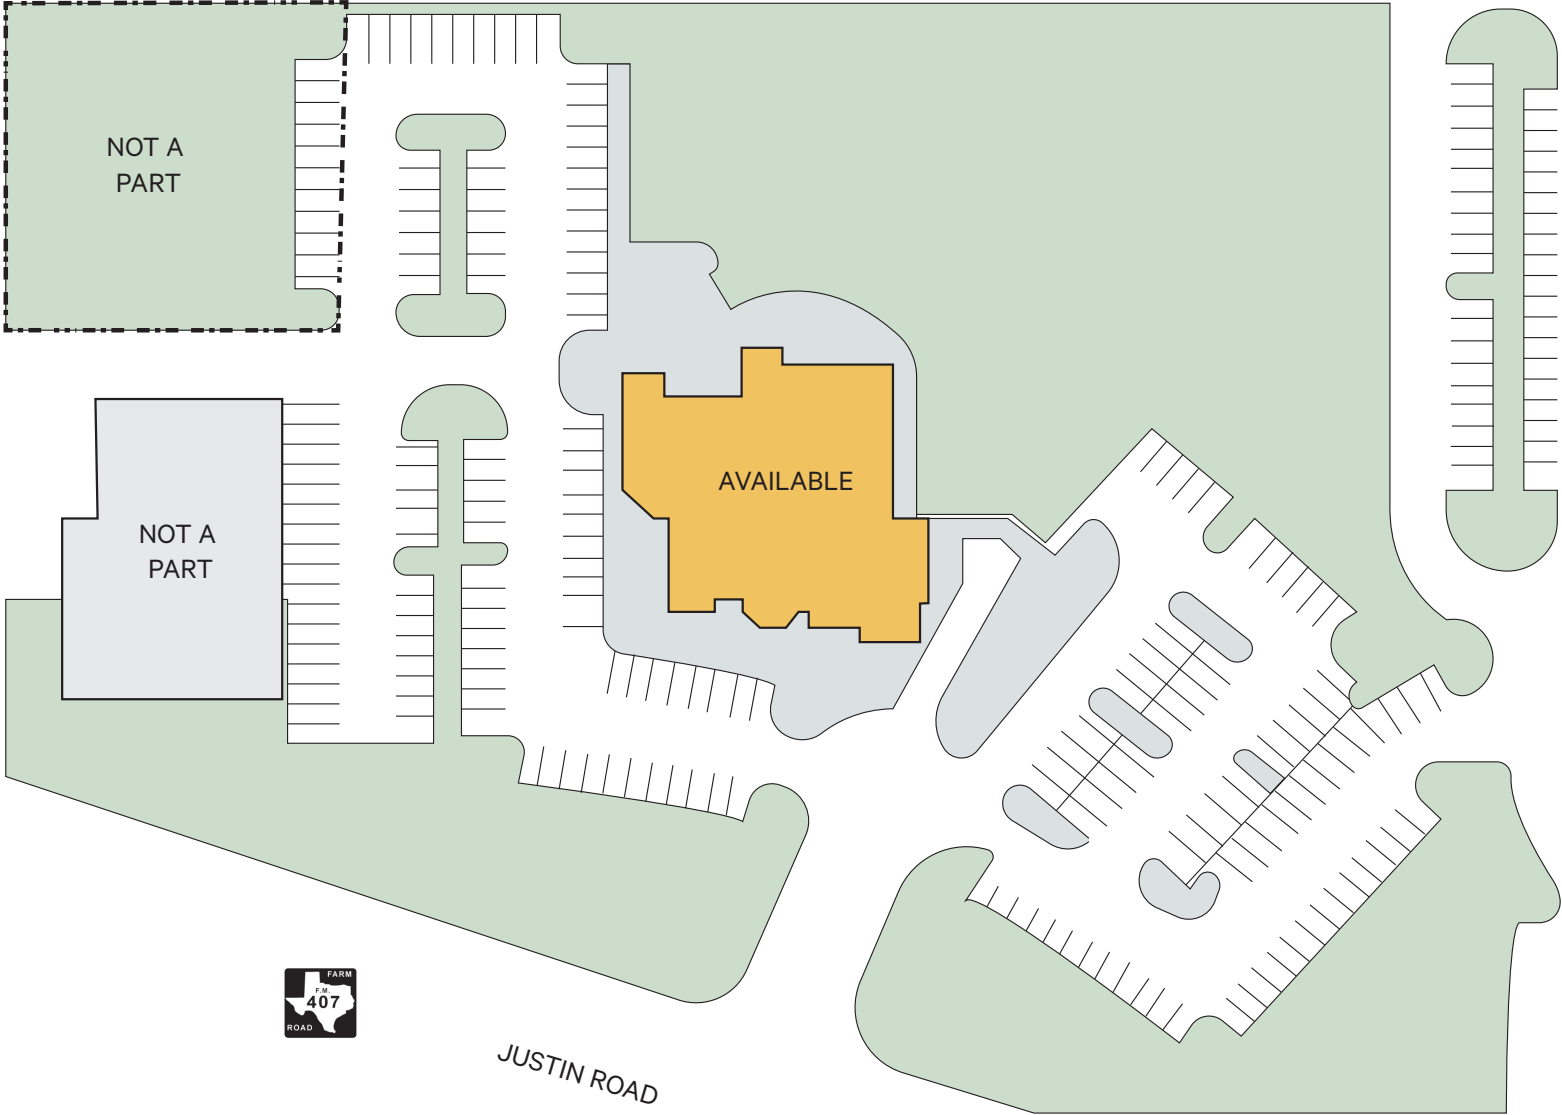 NOT A
PART
AVAILABLE
NOT A
PART
FARM
F.M.
407
ROAD
JUSTIN ROAD